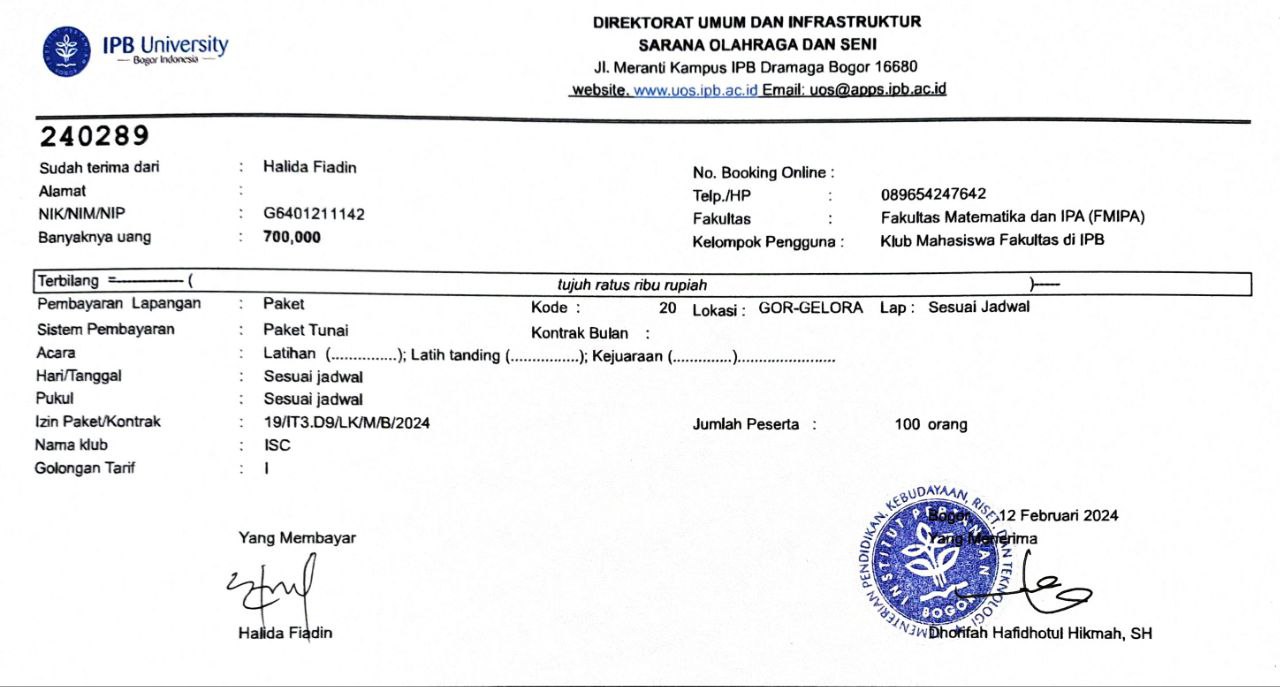 IPB University
Bogor Indonesia
DIREKTORAT UMUM DAN INFRASTRUKTUR
SARANA OLAHRAGA DAN SENI
Jl. Meranti Kampus IPB Dramaga Bogor 16680
website. www.uos.ipb.ac.id Email: uos@apps.ipb.ac.id
240289
Sudah terima dari : Halida Fiadin
Alamat :
NIK/NIM/NIP : G6401211142
Banyaknya uang : 700,000
No. Booking Online :
Telp./HP : 089654247642
Fakultas : Fakultas Matematika dan IPA (FMIPA)
Kelompok Pengguna : Klub Mahasiswa Fakultas di IPB
Terbilang =------------- ( tujuh ratus ribu rupiah )-----
Pembayaran Lapangan : Paket Kode : 20 Lokasi : GOR-GELORA Lap : Sesuai Jadwal
Sistem Pembayaran : Paket Tunai Kontrak Bulan :
Acara : Latihan (...............); Latih tanding (................); Kejuaraan (..............).......................
Hari/Tanggal : Sesuai jadwal
Pukul : Sesuai jadwal
Izin Paket/Kontrak : 19/IT3.D9/LK/M/B/2024 Jumlah Peserta : 100 orang
Nama klub : ISC
Golongan Tarif : I
Bogor, 12 Februari 2024
Yang Membayar
Yang Menerima
KEMENTERIAN PENDIDIKAN, KEBUDAYAAN, RISET, DAN TEKNOLOGI
INSTITUT PERTANIAN
BOGOR
Halida Fiadin
Dhorifah Hafidhotul Hikmah, SH